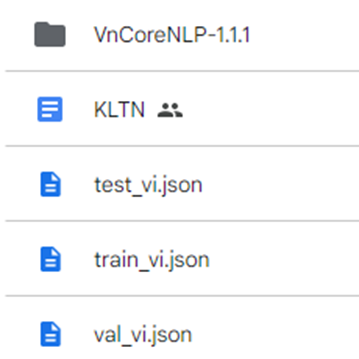 VnCoreNLP-1.1.1
KLTN
test_vi.json
train_vi.json
val_vi.json